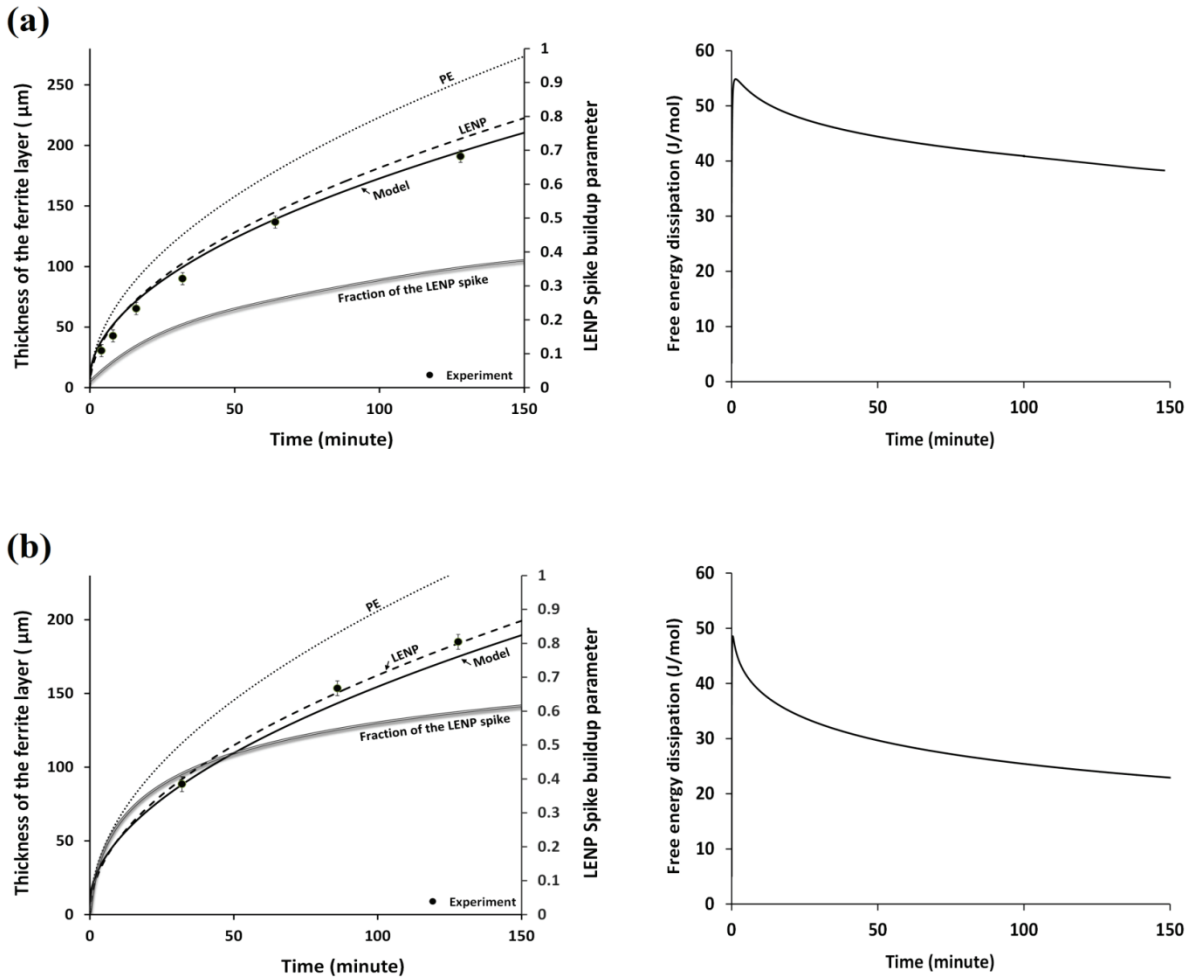 (a)
Thickness of the ferrite layer ( µm)
250
200
150
100
50
0
0
50
100
150
Time (minute)
1
0.9
0.8
0.7
0.6
0.5
0.4
0.3
0.2
0.1
0
LENP Spike buildup parameter
PE
LENP
Model
Fraction of the LENP spike
Experiment
Free energy dissipation (J/mol)
60
50
40
30
20
10
0
0
50
100
150
Time (minute)
(b)
Thickness of the ferrite layer ( µm)
200
150
100
50
0
0
50
100
150
Time (minute)
1
0.9
0.8
0.7
0.6
0.5
0.4
0.3
0.2
0.1
0
LENP Spike buildup parameter
PE
LENP
Model
Fraction of the LENP spike
Experiment
Free energy dissipation (J/mol)
60
50
40
30
20
10
0
0
50
100
150
Time (minute)